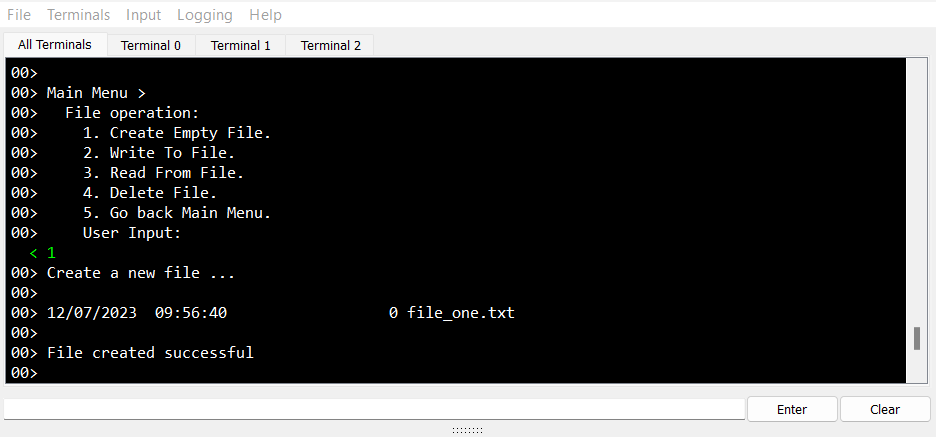 File Terminals Input Logging Help
All Terminals Terminal 0 Terminal 1 Terminal 2
00>
00> Main Menu >
00>   File operation:
00>     1. Create Empty File.
00>     2. Write To File.
00>     3. Read From File.
00>     4. Delete File.
00>     5. Go back Main Menu.
00>     User Input:
  < 1
00> Create a new file ...
00>
00> 12/07/2023  09:56:40                  0 file_one.txt
00>
00> File created successful
00>
Enter Clear